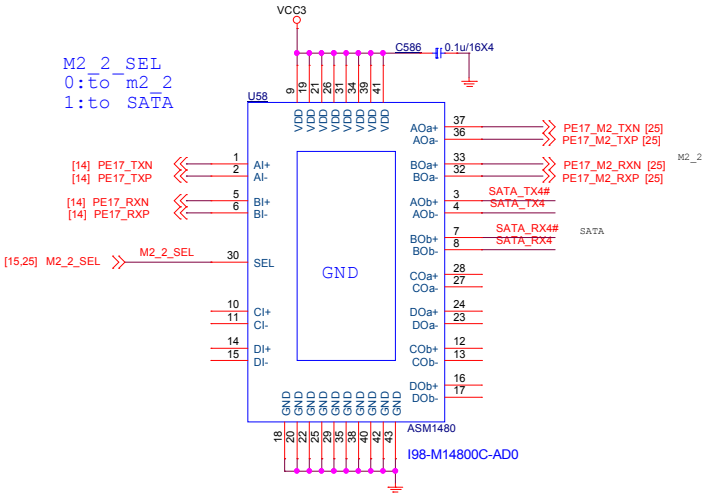 VCC3
C586 0.1u/16X4
M2_2_SEL
0:to m2_2
1:to SATA
U58
9 19 21 26 31 34 39 41
VDD VDD VDD VDD VDD VDD VDD VDD
[14] PE17_TXN 1 AI+
[14] PE17_TXP 2 AI-
[14] PE17_RXN 5 BI+
[14] PE17_RXP 6 BI-
[15,25] M2_2_SEL M2_2_SEL 30 SEL
10 CI+
11 CI-
14 DI+
15 DI-
GND
AOa+ 37 PE17_M2_TXN [25]
AOa- 36 PE17_M2_TXP [25]
BOa+ 33 PE17_M2_RXN [25]
M2_2
BOa- 32 PE17_M2_RXP [25]
AOb+ 3 SATA_TX4#
AOb- 4 SATA_TX4
BOb+ 7 SATA_RX4#
SATA
BOb- 8 SATA_RX4
COa+ 28
COa- 27
DOa+ 24
DOa- 23
COb+ 12
COb- 13
DOb+ 16
DOb- 17
GND GND GND GND GND GND GND GND GND GND
18 20 22 25 29 35 38 40 42 43
ASM1480
I98-M14800C-AD0